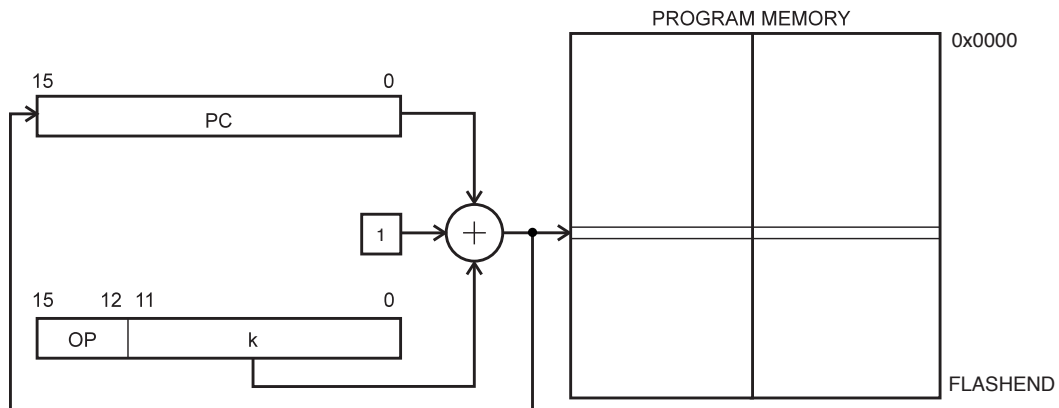 PROGRAM MEMORY
0x0000
15 0
PC
1
15 12 11 0
OP k
FLASHEND